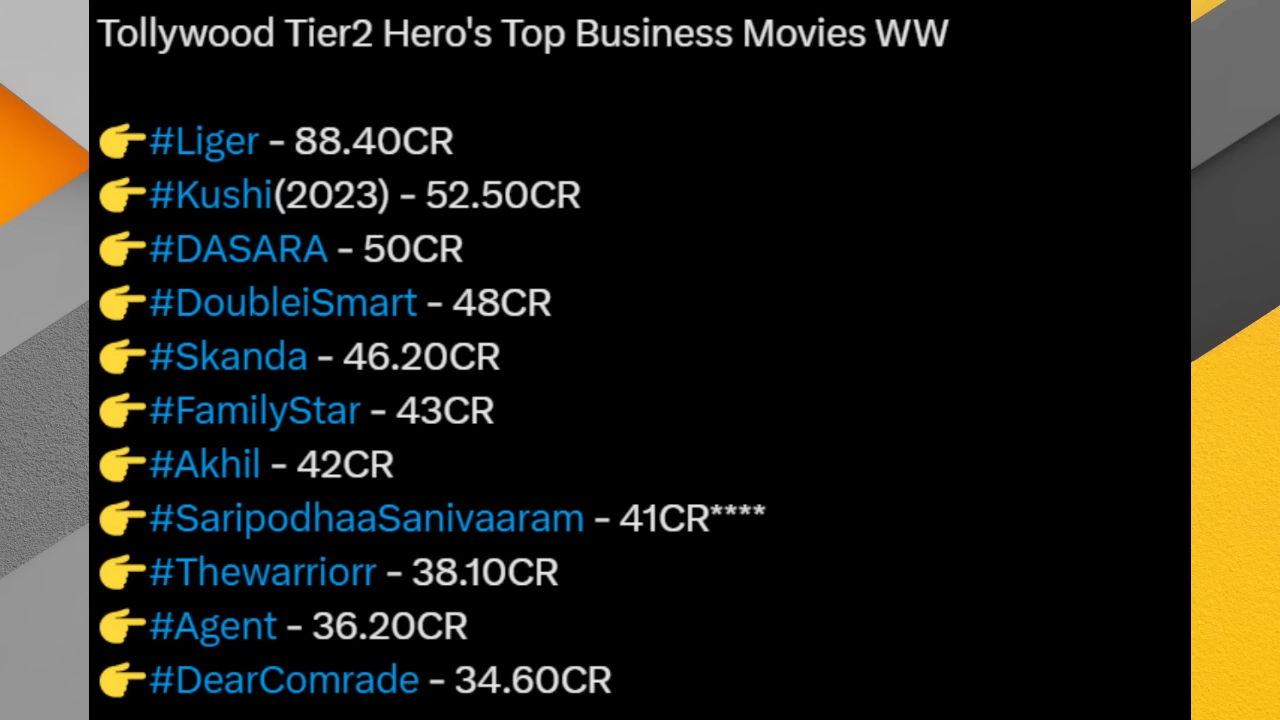 Tollywood Tier2 Hero's Top Business Movies WW
👉#Liger - 88.40CR
👉#Kushi(2023) - 52.50CR
👉#DASARA - 50CR
👉#DoubleiSmart - 48CR
👉#Skanda - 46.20CR
👉#FamilyStar - 43CR
👉#Akhil - 42CR
👉#SaripodhaaSanivaaram - 41CR****
👉#Thewarriorr - 38.10CR
👉#Agent - 36.20CR
👉#DearComrade - 34.60CR